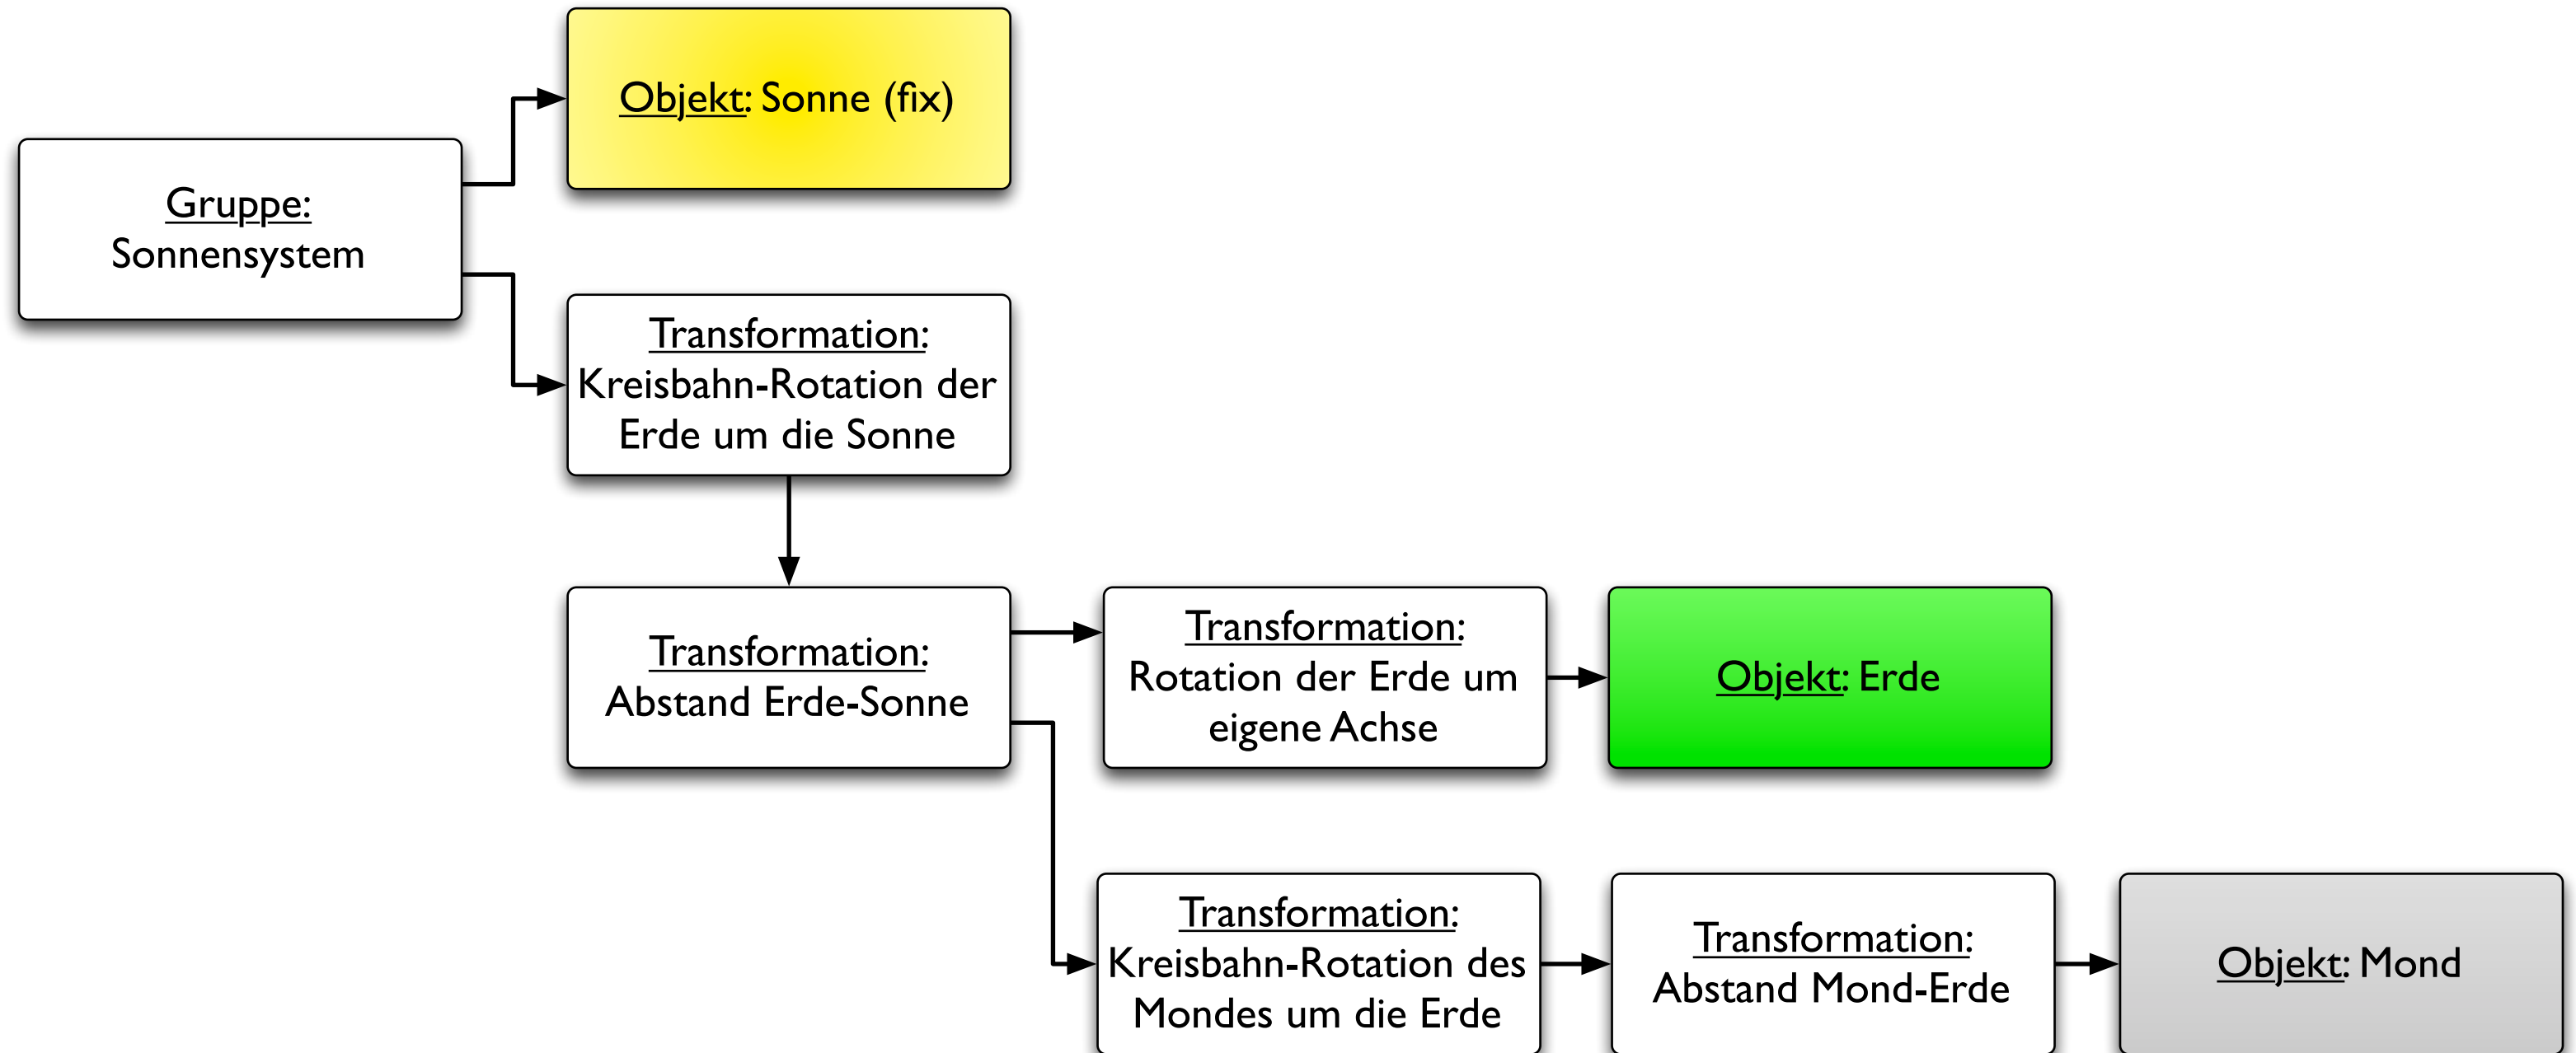 Objekt: Sonne (fix)
Gruppe:
Sonnensystem
Transformation:
Kreisbahn-Rotation der
Erde um die Sonne
Transformation:
Abstand Erde-Sonne
Transformation:
Rotation der Erde um
eigene Achse
Objekt: Erde
Transformation:
Kreisbahn-Rotation des
Mondes um die Erde
Transformation:
Abstand Mond-Erde
Objekt: Mond